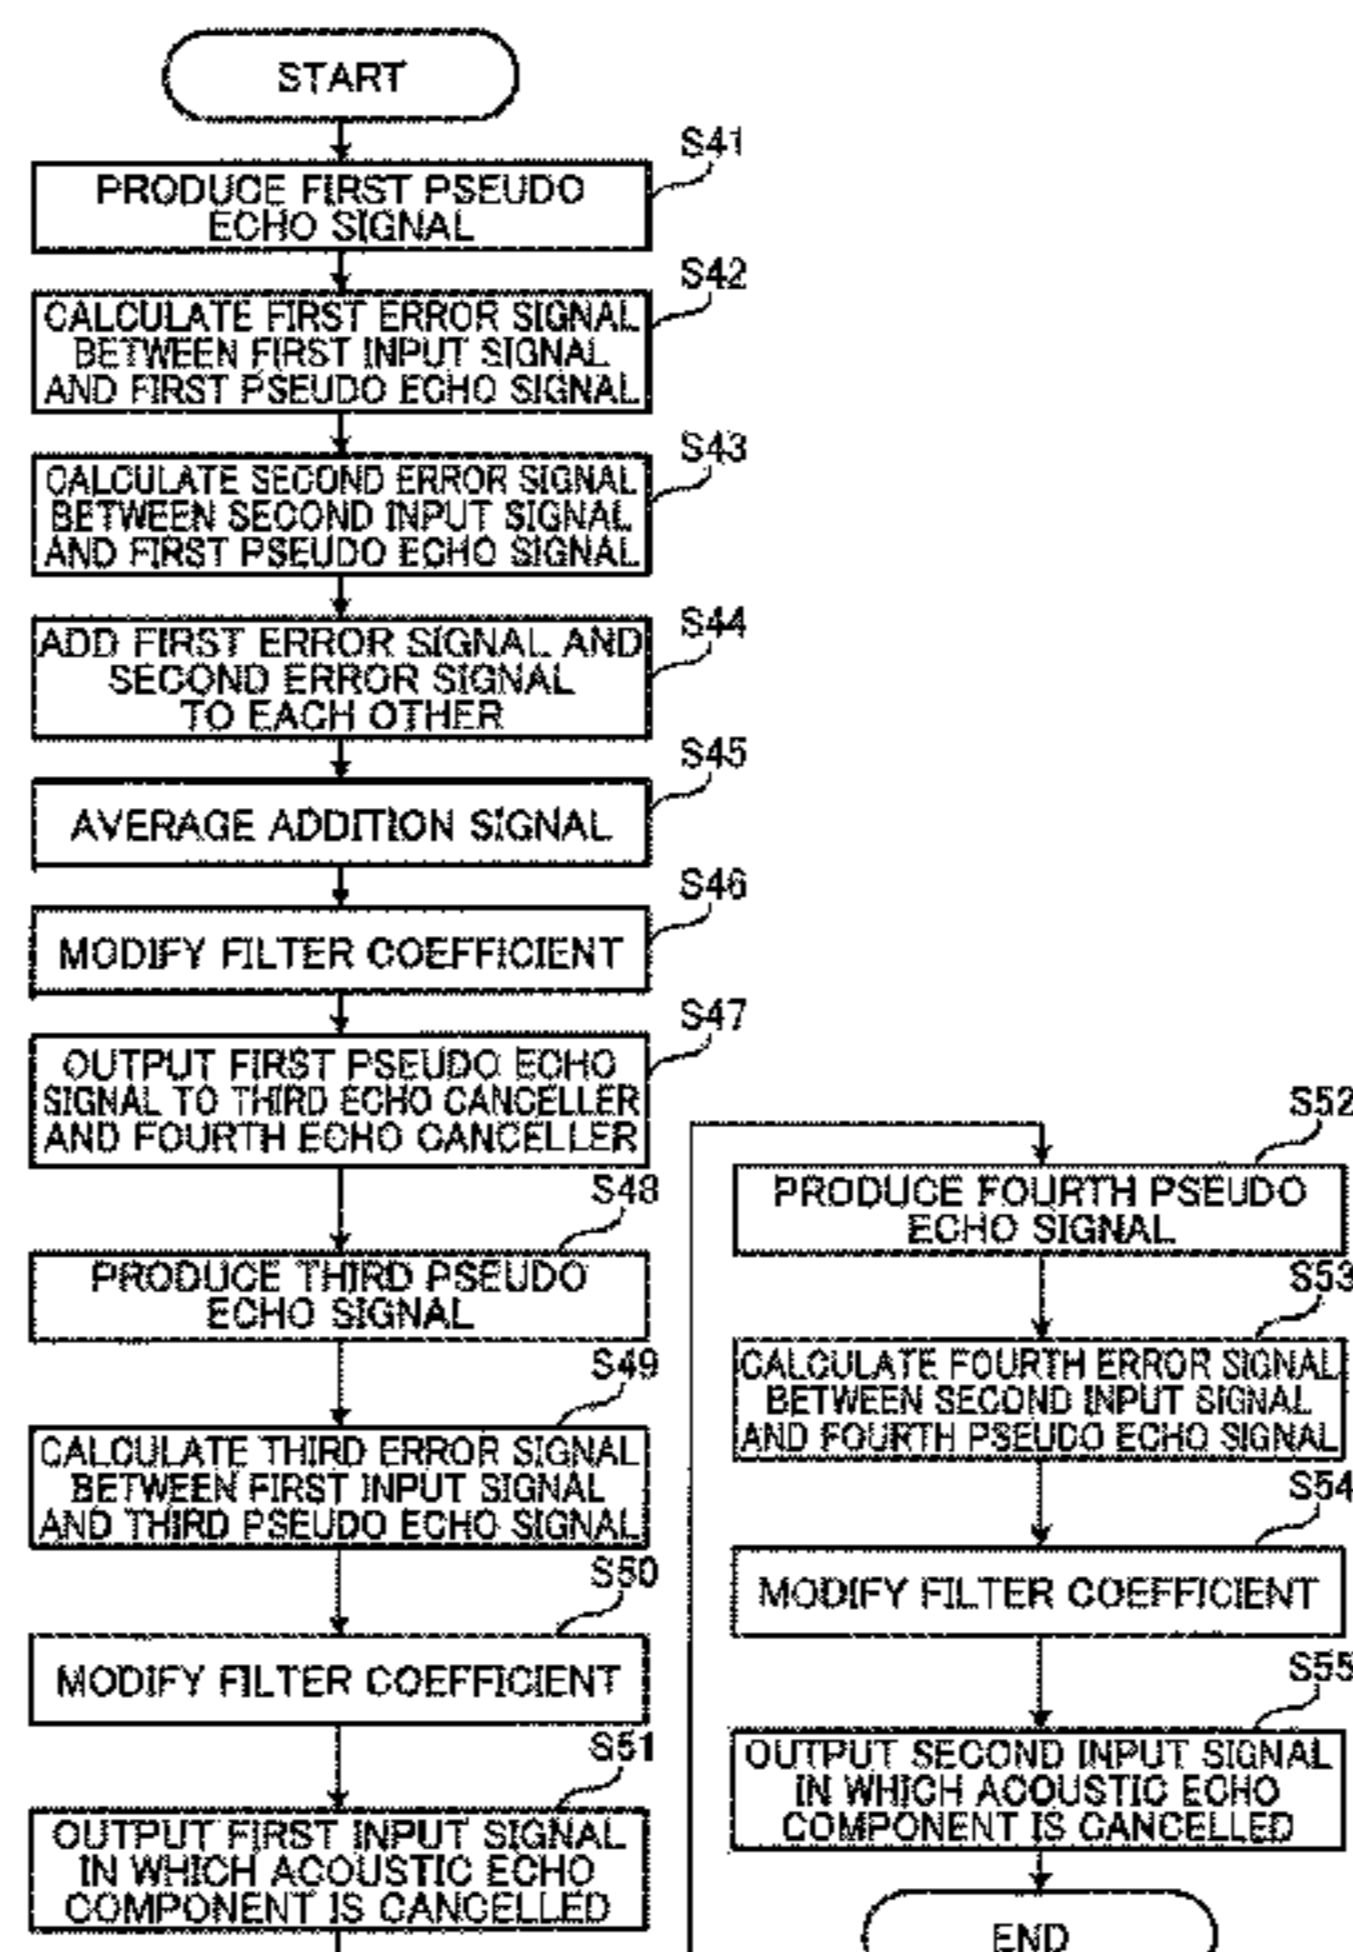 START
S41
PRODUCE FIRST PSEUDO
ECHO SIGNAL
S42
CALCULATE FIRST ERROR SIGNAL
BETWEEN FIRST INPUT SIGNAL
AND FIRST PSEUDO ECHO SIGNAL
S43
CALCULATE SECOND ERROR SIGNAL
BETWEEN SECOND INPUT SIGNAL
AND FIRST PSEUDO ECHO SIGNAL
S44
ADD FIRST ERROR SIGNAL AND
SECOND ERROR SIGNAL
TO EACH OTHER
S45
AVERAGE ADDITION SIGNAL
S46
MODIFY FILTER COEFFICIENT
S47
OUTPUT FIRST PSEUDO ECHO
SIGNAL TO THIRD ECHO CANCELLER
AND FOURTH ECHO CANCELLER
S48
PRODUCE THIRD PSEUDO
ECHO SIGNAL
S49
CALCULATE THIRD ERROR SIGNAL
BETWEEN FIRST INPUT SIGNAL
AND THIRD PSEUDO ECHO SIGNAL
S50
MODIFY FILTER COEFFICIENT
S51
OUTPUT FIRST INPUT SIGNAL
IN WHICH ACOUSTIC ECHO
COMPONENT IS CANCELLED
S52
PRODUCE FOURTH PSEUDO
ECHO SIGNAL
S53
CALCULATE FOURTH ERROR SIGNAL
BETWEEN SECOND INPUT SIGNAL
AND FOURTH PSEUDO ECHO SIGNAL
S54
MODIFY FILTER COEFFICIENT
S55
OUTPUT SECOND INPUT SIGNAL
IN WHICH ACOUSTIC ECHO
COMPONENT IS CANCELLED
END